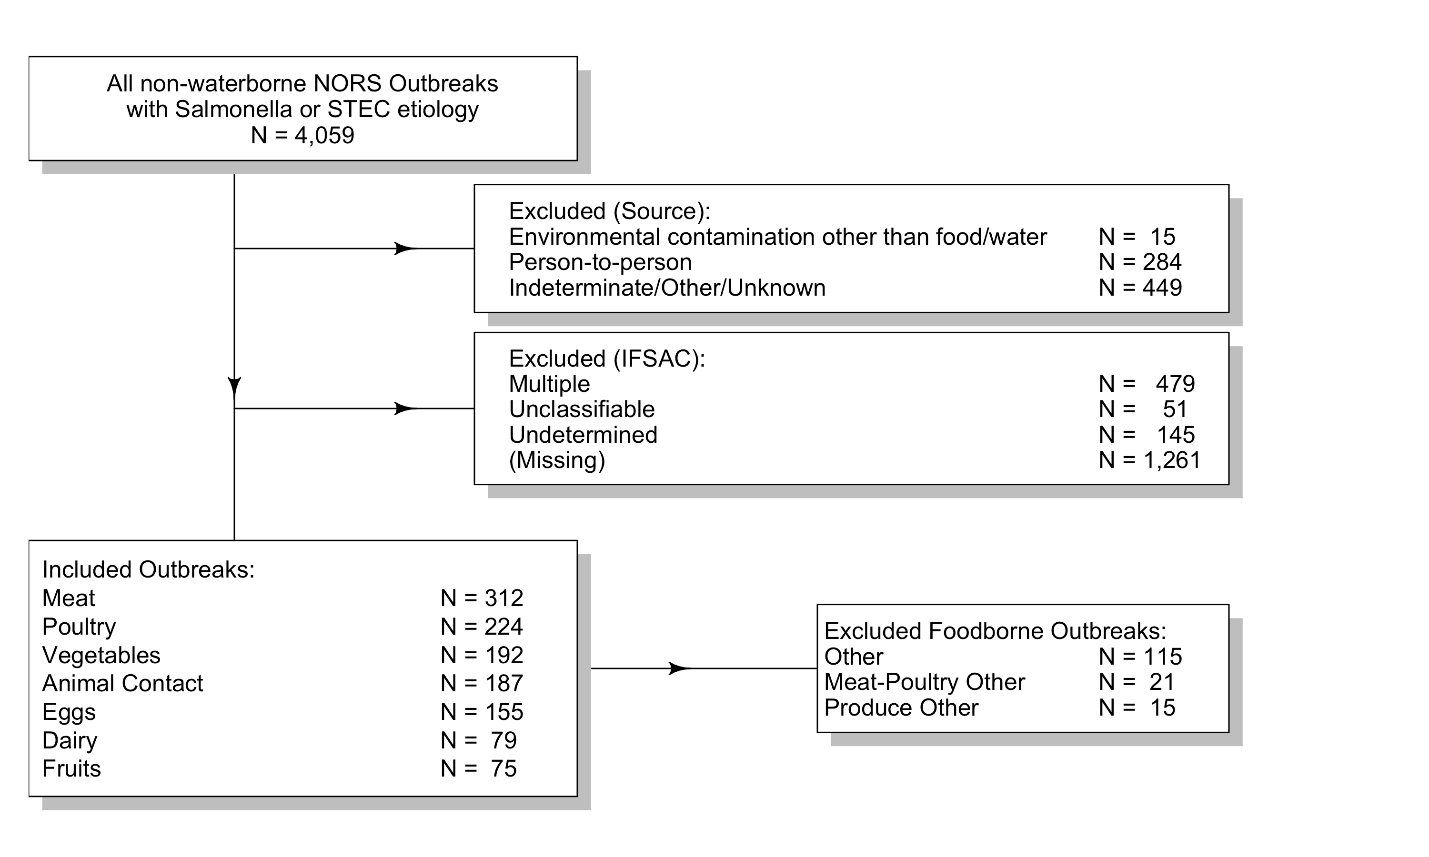 All non-waterborne NORS Outbreaks
with Salmonella or STEC etiology
N = 4,059
Excluded (Source):
Environmental contamination other than food/water N = 15
Person-to-person N = 284
Indeterminate/Other/Unknown N = 449
Excluded (IFSAC):
Multiple N = 479
Unclassifiable N = 51
Undetermined N = 145
(Missing) N = 1,261
Included Outbreaks:
Meat N = 312
Poultry N = 224
Vegetables N = 192
Animal Contact N = 187
Eggs N = 155
Dairy N = 79
Fruits N = 75
Excluded Foodborne Outbreaks:
Other N = 115
Meat-Poultry Other N = 21
Produce Other N = 15